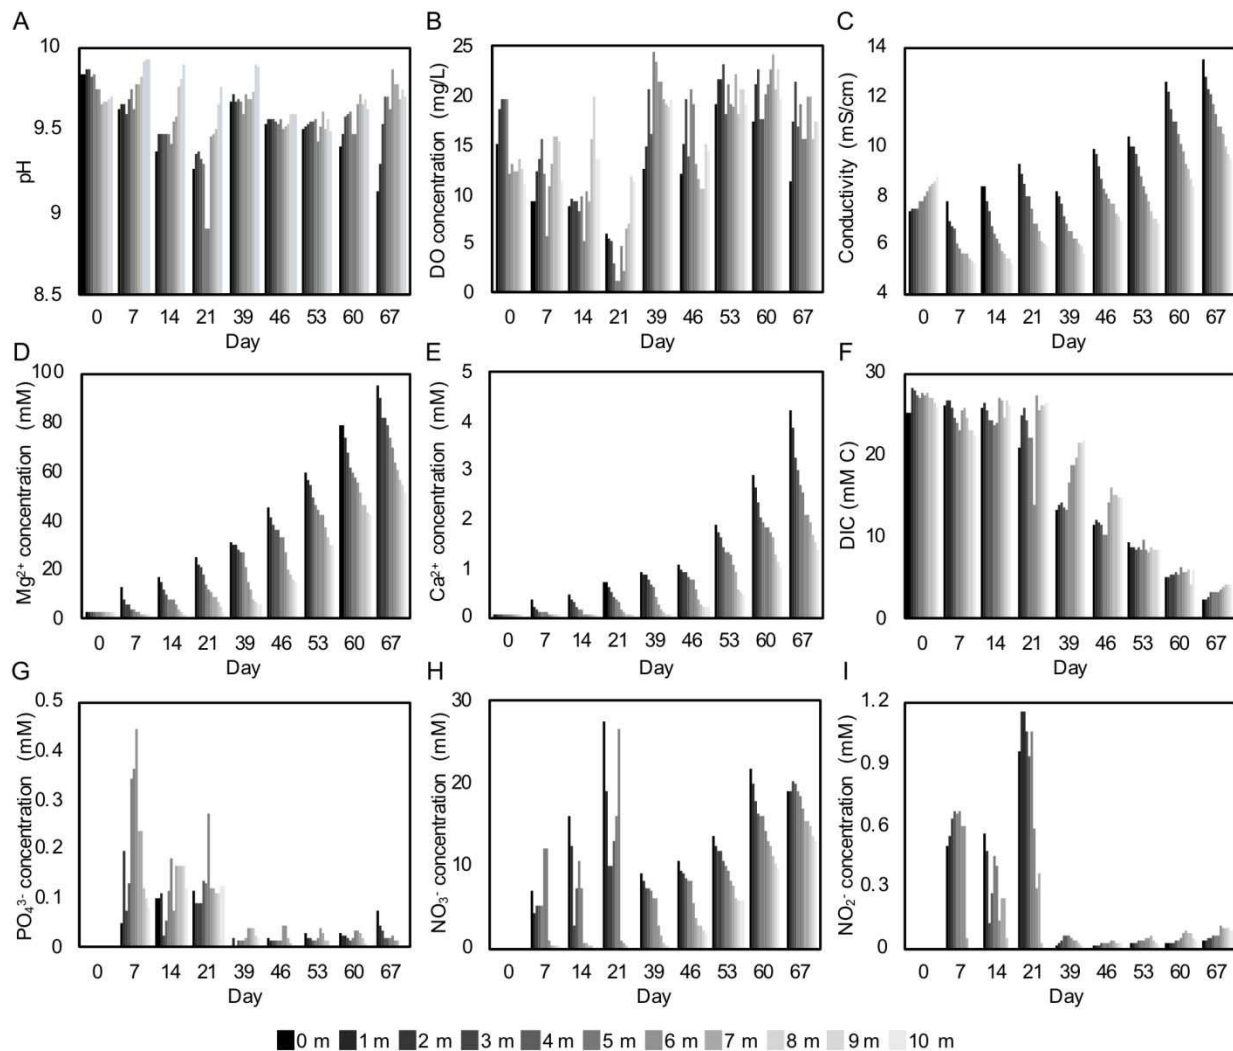 A
B
C
pH
10
9.5
9
8.5
0 7 14 21 39 46 53 60 67
Day
DO concentration (mg/L)
25
20
15
10
5
0
0 7 14 21 39 46 53 60 67
Day
Conductivity (mS/cm)
14
12
10
8
6
4
0 7 14 21 39 46 53 60 67
Day
D
E
F
Mg²⁺ concentration (mM)
100
80
60
40
20
0
0 7 14 21 39 46 53 60 67
Day
Ca²⁺ concentration (mM)
5
4
3
2
1
0
0 7 14 21 39 46 53 60 67
Day
DIC (mM C)
30
20
10
0
0 7 14 21 39 46 53 60 67
Day
G
H
I
PO₄³⁻ concentration (mM)
0.5
0.4
0.3
0.2
0.1
0
0 7 14 21 39 46 53 60 67
Day
NO₃⁻ concentration (mM)
30
20
10
0
0 7 14 21 39 46 53 60 67
Day
NO₂⁻ concentration (mM)
1.2
0.9
0.6
0.3
0
0 7 14 21 39 46 53 60 67
Day
0 m 1 m 2 m 3 m 4 m 5 m 6 m 7 m 8 m 9 m 10 m